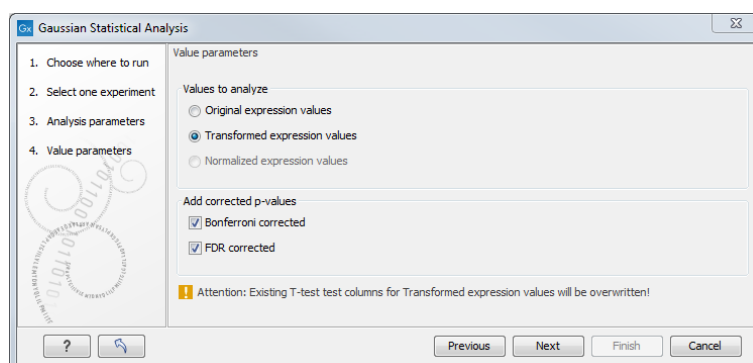 Gx Gaussian Statistical Analysis
1. Choose where to run
2. Select one experiment
3. Analysis parameters
4. Value parameters
Value parameters
Values to analyze
Original expression values
Transformed expression values
Normalized expression values
Add corrected p-values
Bonferroni corrected
FDR corrected
! Attention: Existing T-test test columns for Transformed expression values will be overwritten!
? Previous Next Finish Cancel